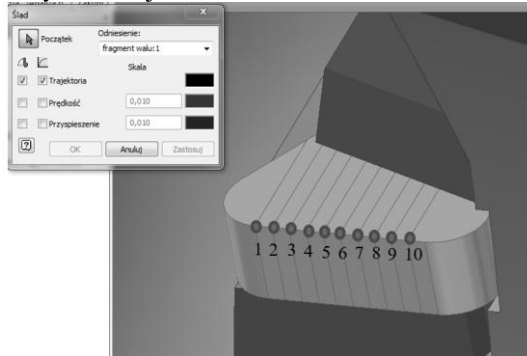 Ślad
Początek
Odniesienie:
fragment walu:1
Skala
Trajektoria
Prędkość
0,010
Przyspieszenie
0,010
OK
Anuluj
Zastosuj
1 2 3 4 5 6 7 8 9 10